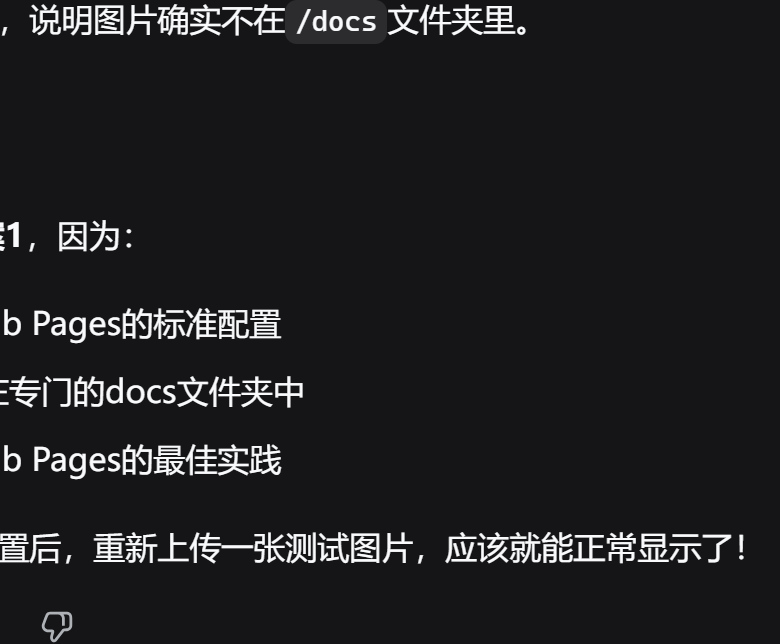 ，说明图片确实不在 /docs 文件夹里。
1，因为：
b Pages的标准配置
专门的docs文件夹中
b Pages的最佳实践
置后，重新上传一张测试图片，应该就能正常显示了！